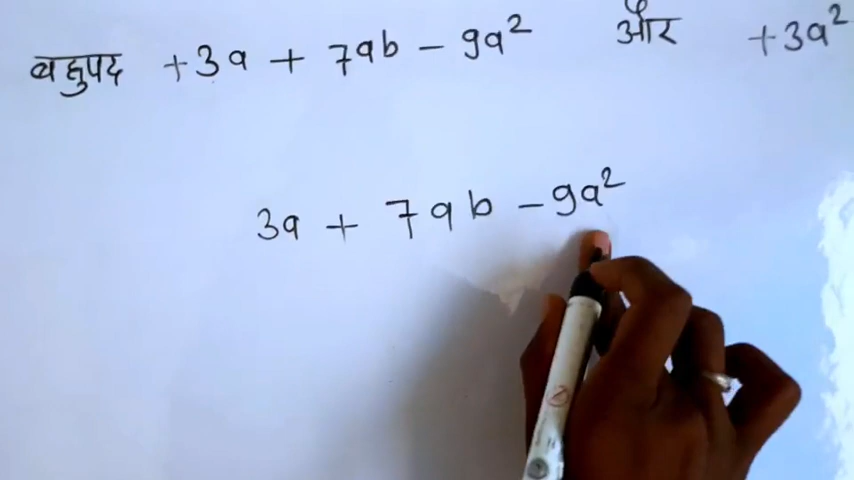 बहुपद +3a + 7ab - 9a² और +3a²
3a + 7ab - 9a²